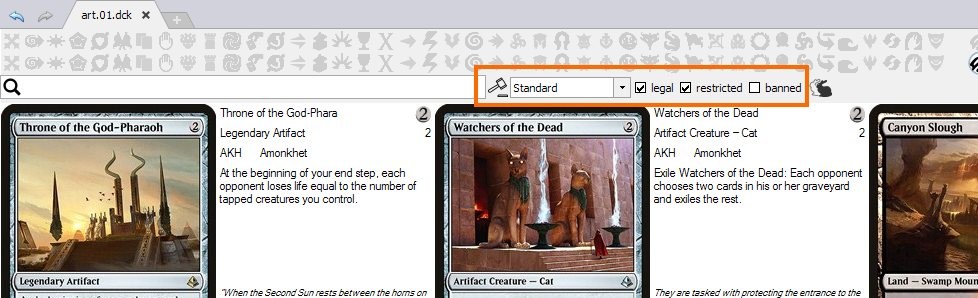 art.01.dck
Standard legal restricted banned
Throne of the God-Pharaoh 2
Throne of the God-Phara 2
Legendary Artifact 2
AKH Amonkhet
At the beginning of your end step, each
opponent loses life equal to the number of
tapped creatures you control.
Legendary Artifact
"When the Second Sun rests between the horns on
Watchers of the Dead 2
Watchers of the Dead 2
Artifact Creature – Cat 2
AKH Amonkhet
Exile Watchers of the Dead: Each opponent
chooses two cards in his or her graveyard
and exiles the rest.
Artifact Creature — Cat
They are tasked with protecting the entrance to the
Canyon Slough
Land — Swamp Mo